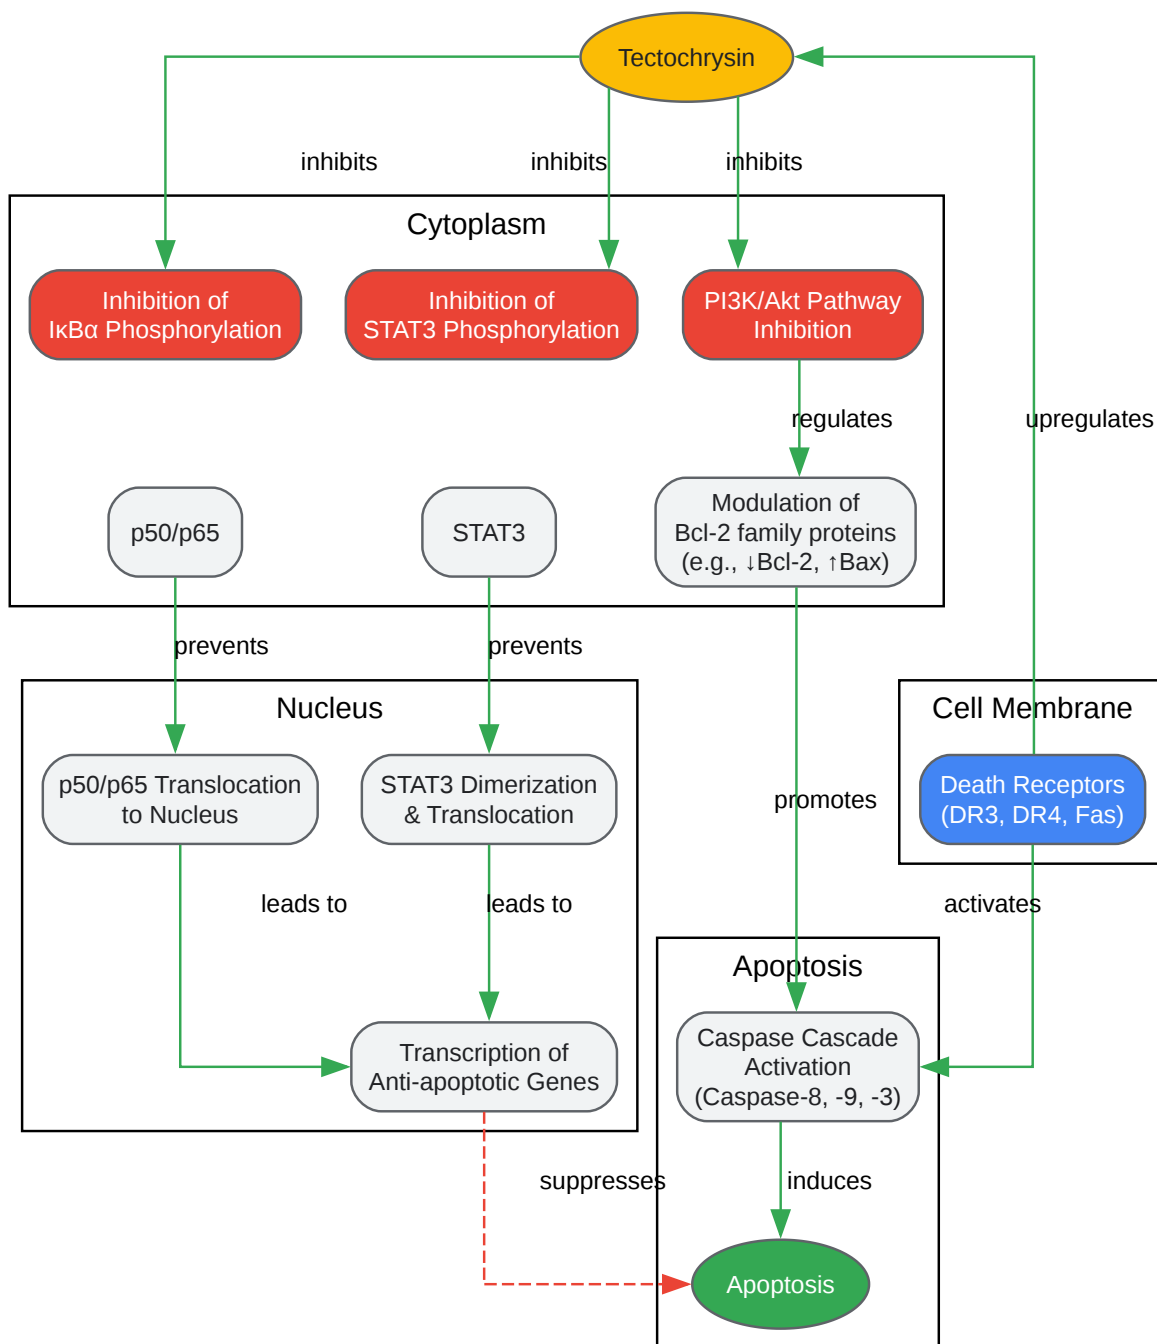 Tectochrysin
inhibits
inhibits
inhibits
Cytoplasm
Inhibition of
IκBα Phosphorylation
Inhibition of
STAT3 Phosphorylation
PI3K/Akt Pathway
Inhibition
regulates
upregulates
p50/p65
STAT3
Modulation of
Bcl-2 family proteins
(e.g., ↓Bcl-2, ↑Bax)
prevents
prevents
Nucleus
Cell Membrane
p50/p65 Translocation
to Nucleus
STAT3 Dimerization
& Translocation
promotes
Death Receptors
(DR3, DR4, Fas)
leads to
leads to
activates
Apoptosis
Transcription of
Anti-apoptotic Genes
Caspase Cascade
Activation
(Caspase-8, -9, -3)
suppresses
induces
Apoptosis